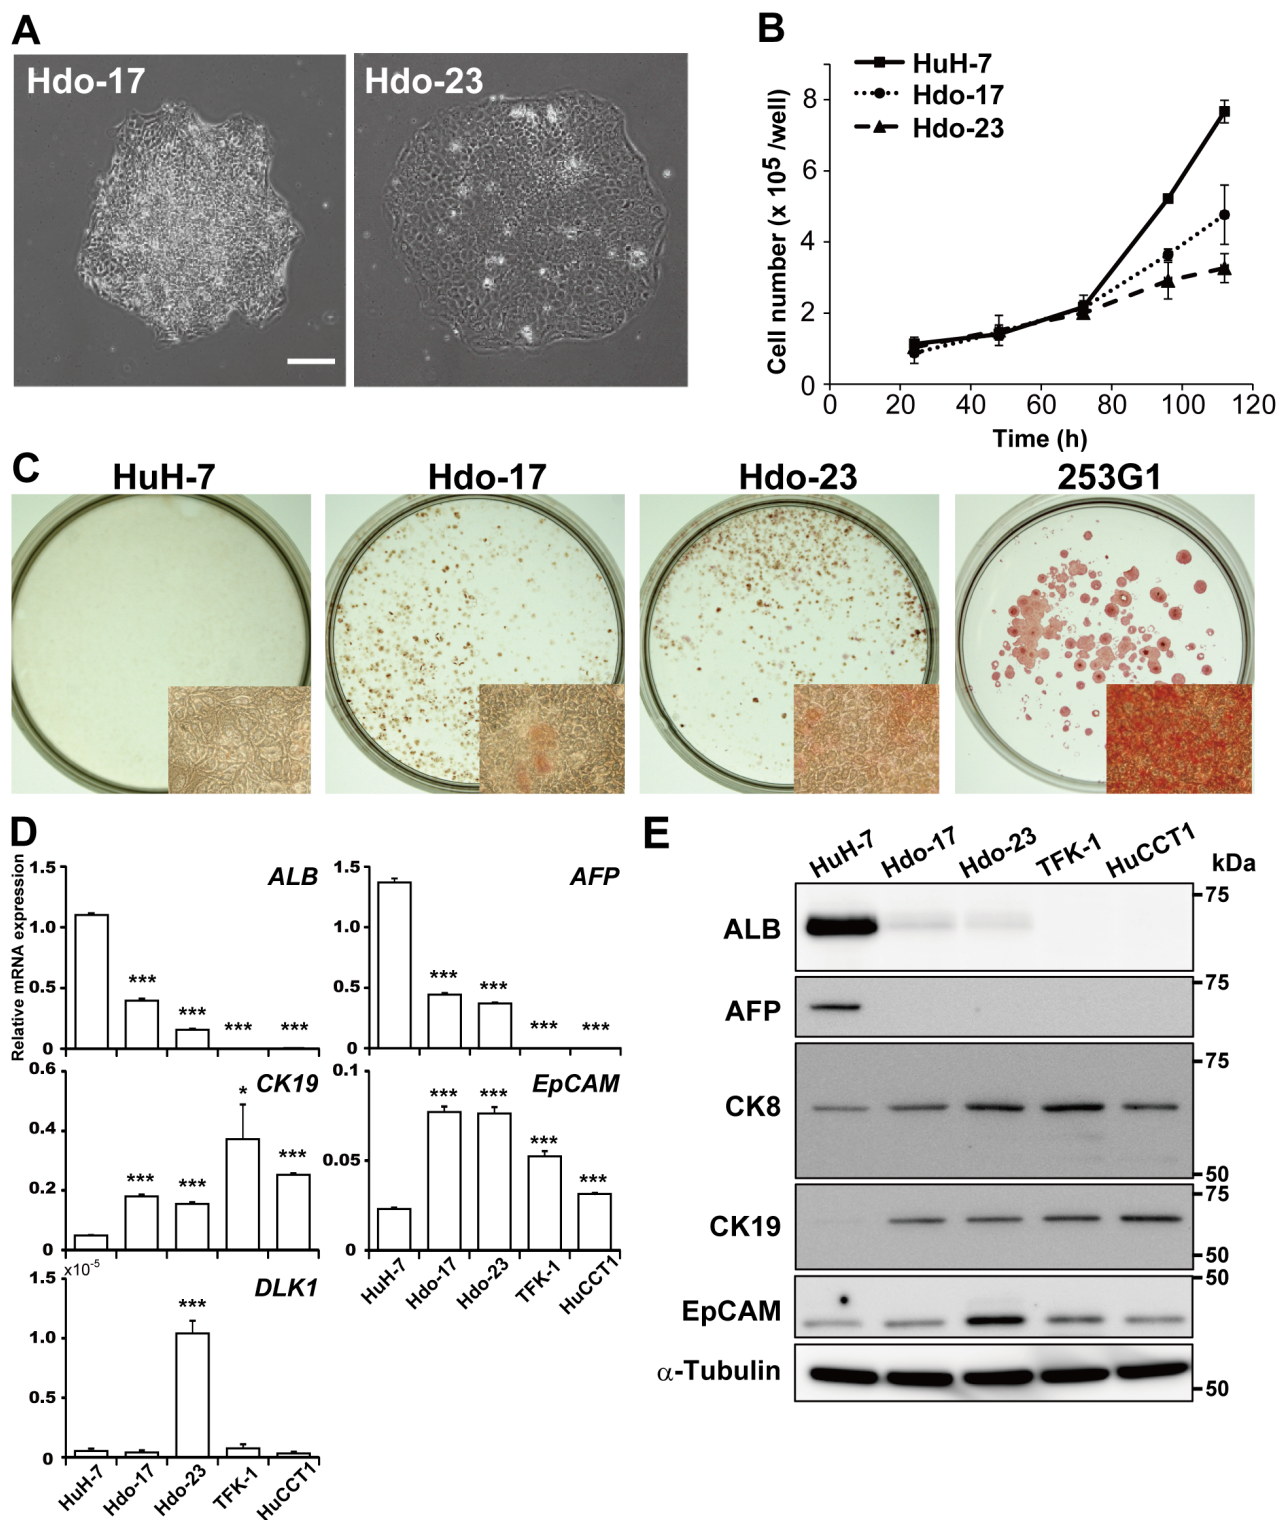 A
Hdo-17
Hdo-23
B
HuH-7
Hdo-17
Hdo-23
Cell number (x 10⁵ /well)
8
6
4
2
0
0 20 40 60 80 100 120
Time (h)
C
HuH-7 Hdo-17 Hdo-23 253G1
D
Relative mRNA expression
ALB
1.5
1.0
0.5
0
*** *** *** ***
AFP
1.5
1.0
0.5
0
*** *** *** ***
CK19
0.6
0.4
0.2
0
*** *** * ***
EpCAM
0.1
0.05
0
*** *** *** ***
HuH-7 Hdo-17 Hdo-23 TFK-1 HuCCT1
DLK1
x10⁻⁵
1.5
1.0
0.5
0
***
HuH-7 Hdo-17 Hdo-23 TFK-1 HuCCT1
E
HuH-7 Hdo-17 Hdo-23 TFK-1 HuCCT1
kDa
ALB
75
AFP
75
CK8
75
50
CK19
75
50
EpCAM
50
α-Tubulin
50